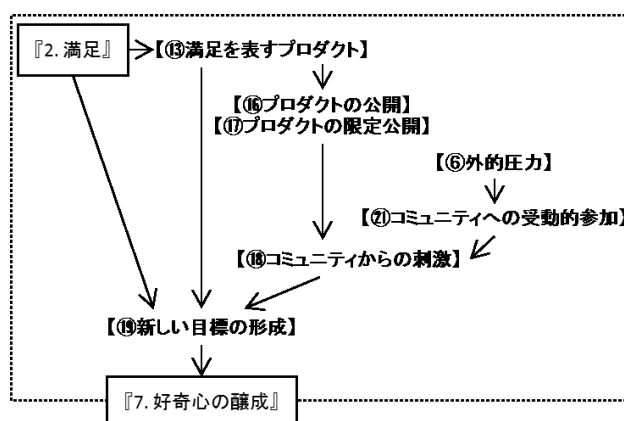 『2. 満足』
【⑬満足を表すプロダクト】
【⑯プロダクトの公開】
【⑰プロダクトの限定公開】
【⑥外的圧力】
【㉑コミュニティへの受動的参加】
【⑱コミュニティからの刺激】
【⑲新しい目標の形成】
『7. 好奇心の醸成』